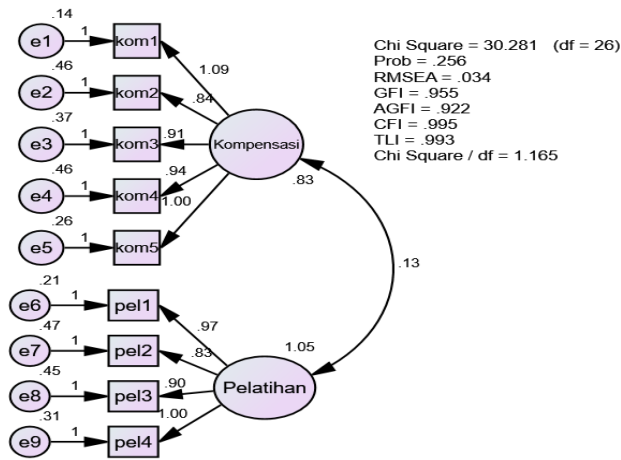 .14
e1 1 kom1
1.09
.46
e2 1 kom2
.84
.37
e3 1 kom3
.91
Kompensasi
.83
.46
e4 1 kom4
.94
1.00
.26
e5 1 kom5
.13
.21
e6 1 pel1
.97
.47
e7 1 pel2
.83
.45
e8 1 pel3
.90
Pelatihan
1.05
.31
e9 1 pel4
1.00
Chi Square = 30.281 (df = 26)
Prob = .256
RMSEA = .034
GFI = .955
AGFI = .922
CFI = .995
TLI = .993
Chi Square / df = 1.165